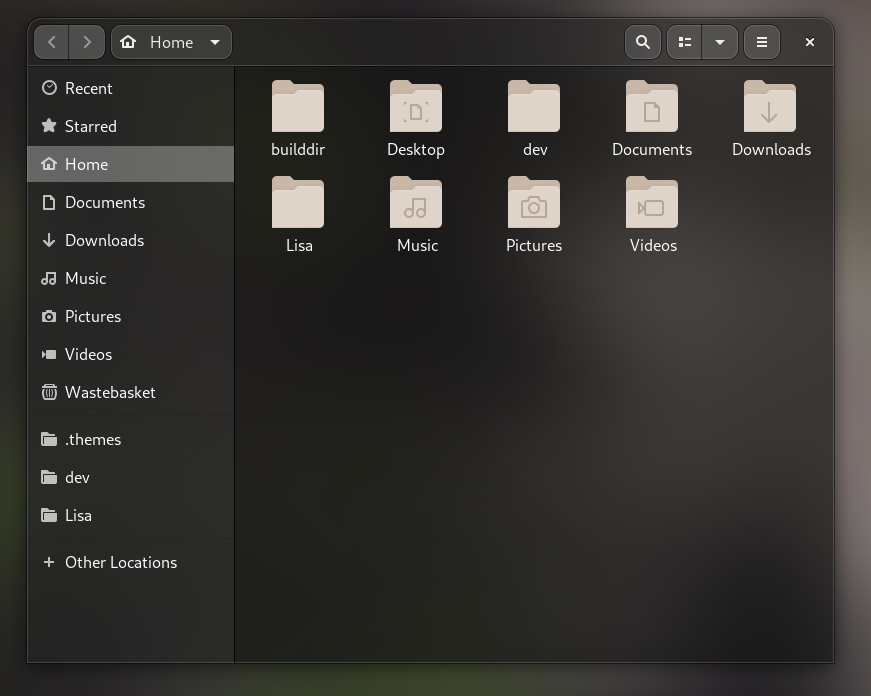 Home
Recent
Starred
Home
Documents
Downloads
Music
Pictures
Videos
Wastebasket
.themes
dev
Lisa
Other Locations
builddir
Desktop
dev
Documents
Downloads
Lisa
Music
Pictures
Videos